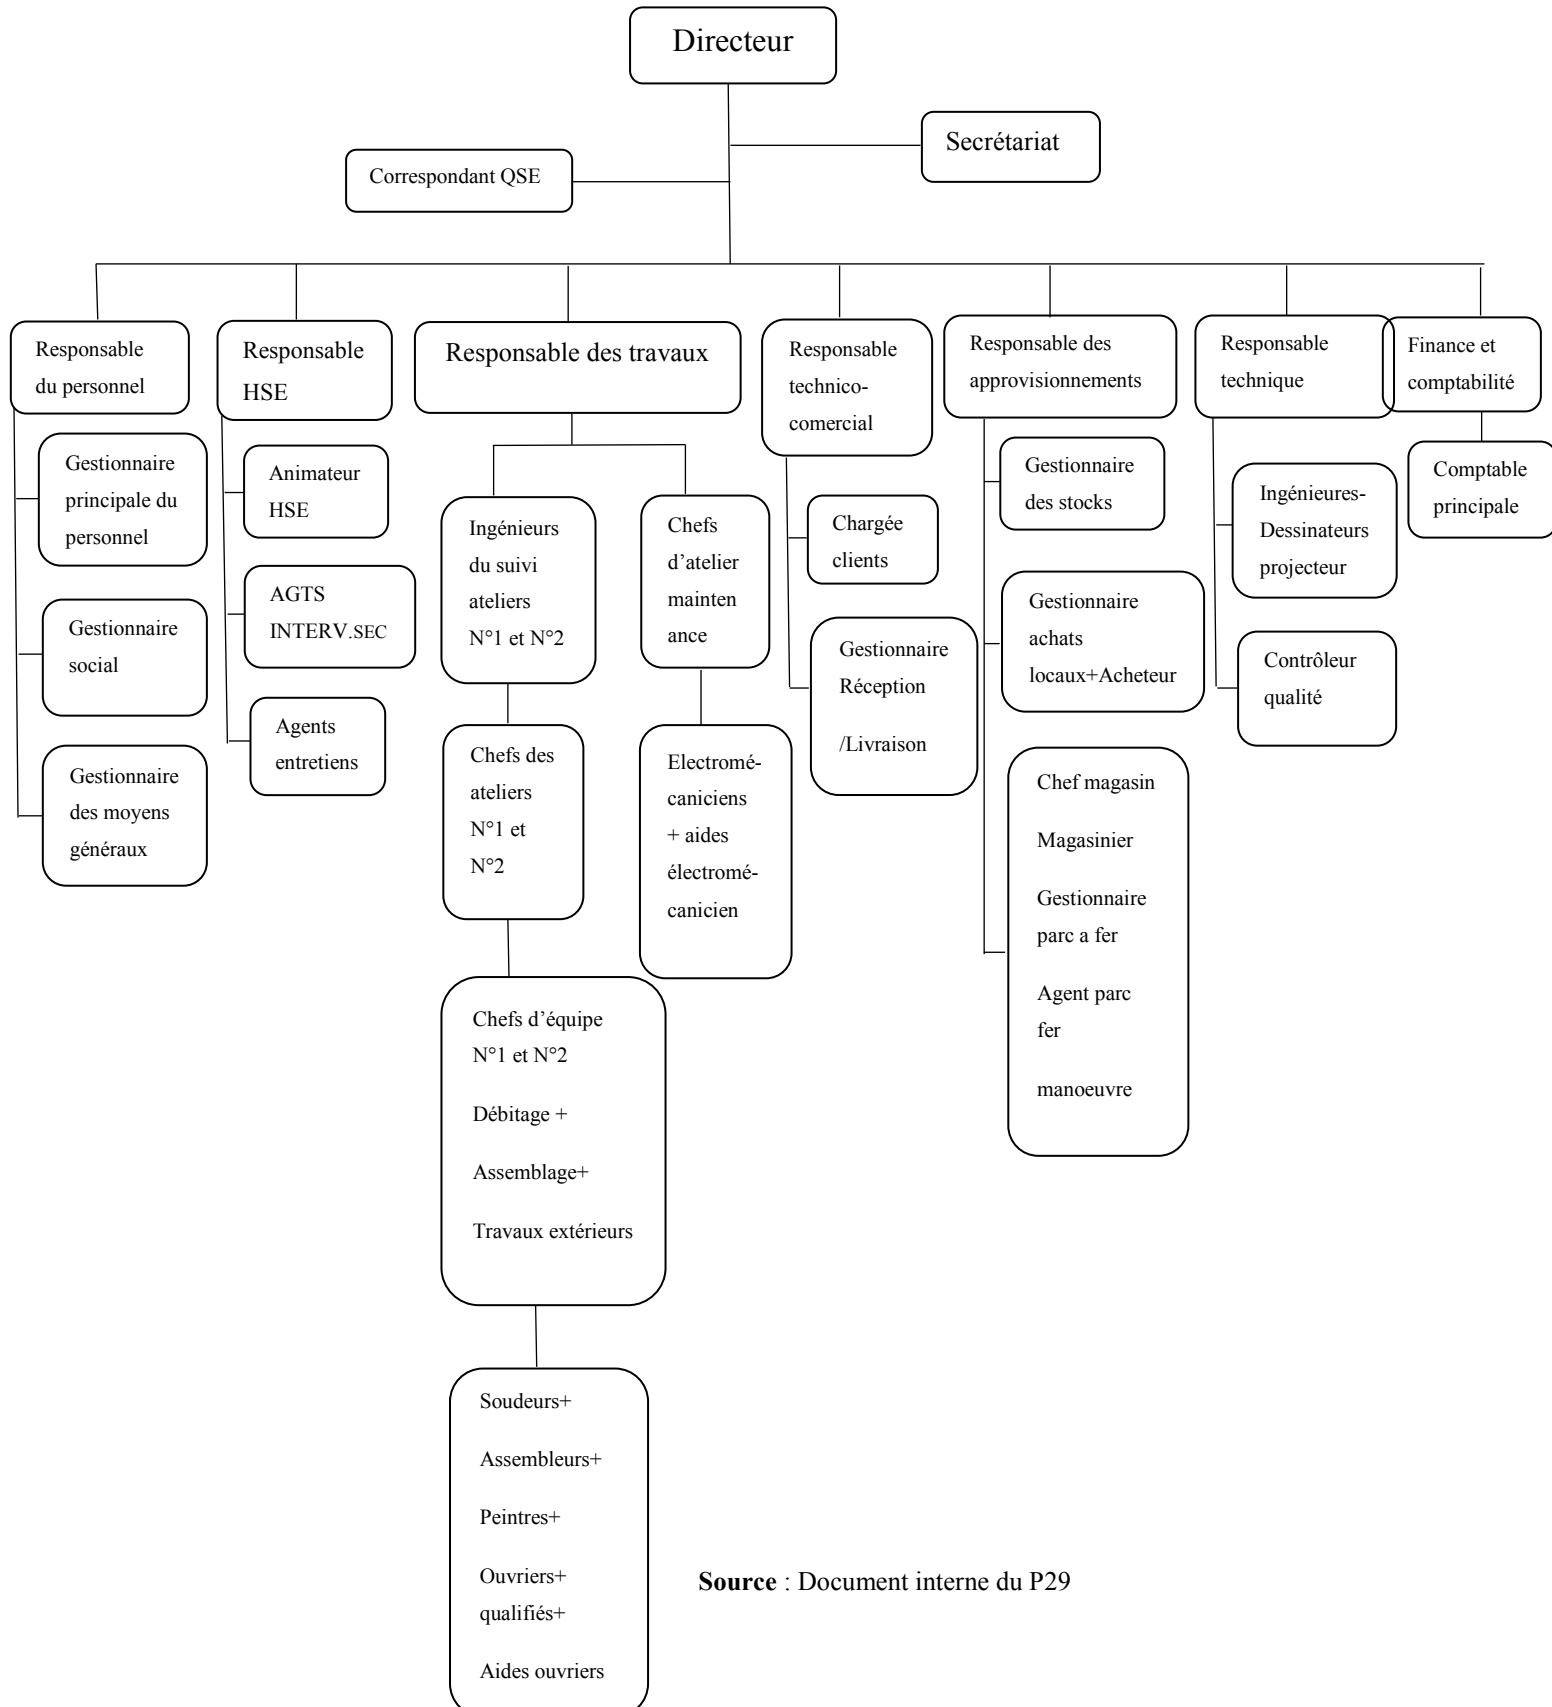 Directeur
Secrétariat
Correspondant QSE
Responsable
du personnel
Responsable
HSE
Responsable des travaux
Responsable
technico-
comercial
Responsable des
approvisionnements
Responsable
technique
Finance et
comptabilité
Gestionnaire
principale du
personnel
Gestionnaire
social
Gestionnaire
des moyens
généraux
Animateur
HSE
AGTS
INTERV.SEC
Agents
entretiens
Ingénieurs
du suivi
ateliers
N°1 et N°2
Chefs des
ateliers
N°1 et
N°2
Chefs d’équipe
N°1 et N°2
Débitage +
Assemblage+
Travaux extérieurs
Soudeurs+
Assembleurs+
Peintres+
Ouvriers+
qualifiés+
Aides ouvriers
Chefs
d’atelier
mainten
ance
Electromé-
caniciens
+ aides
électromé-
canicien
Chargée
clients
Gestionnaire
Réception
/Livraison
Gestionnaire
des stocks
Gestionnaire
achats
locaux+Acheteur
Chef magasin
Magasinier
Gestionnaire
parc a fer
Agent parc
fer
manoeuvre
Ingénieures-
Dessinateurs
projecteur
Contrôleur
qualité
Comptable
principale
Source : Document interne du P29